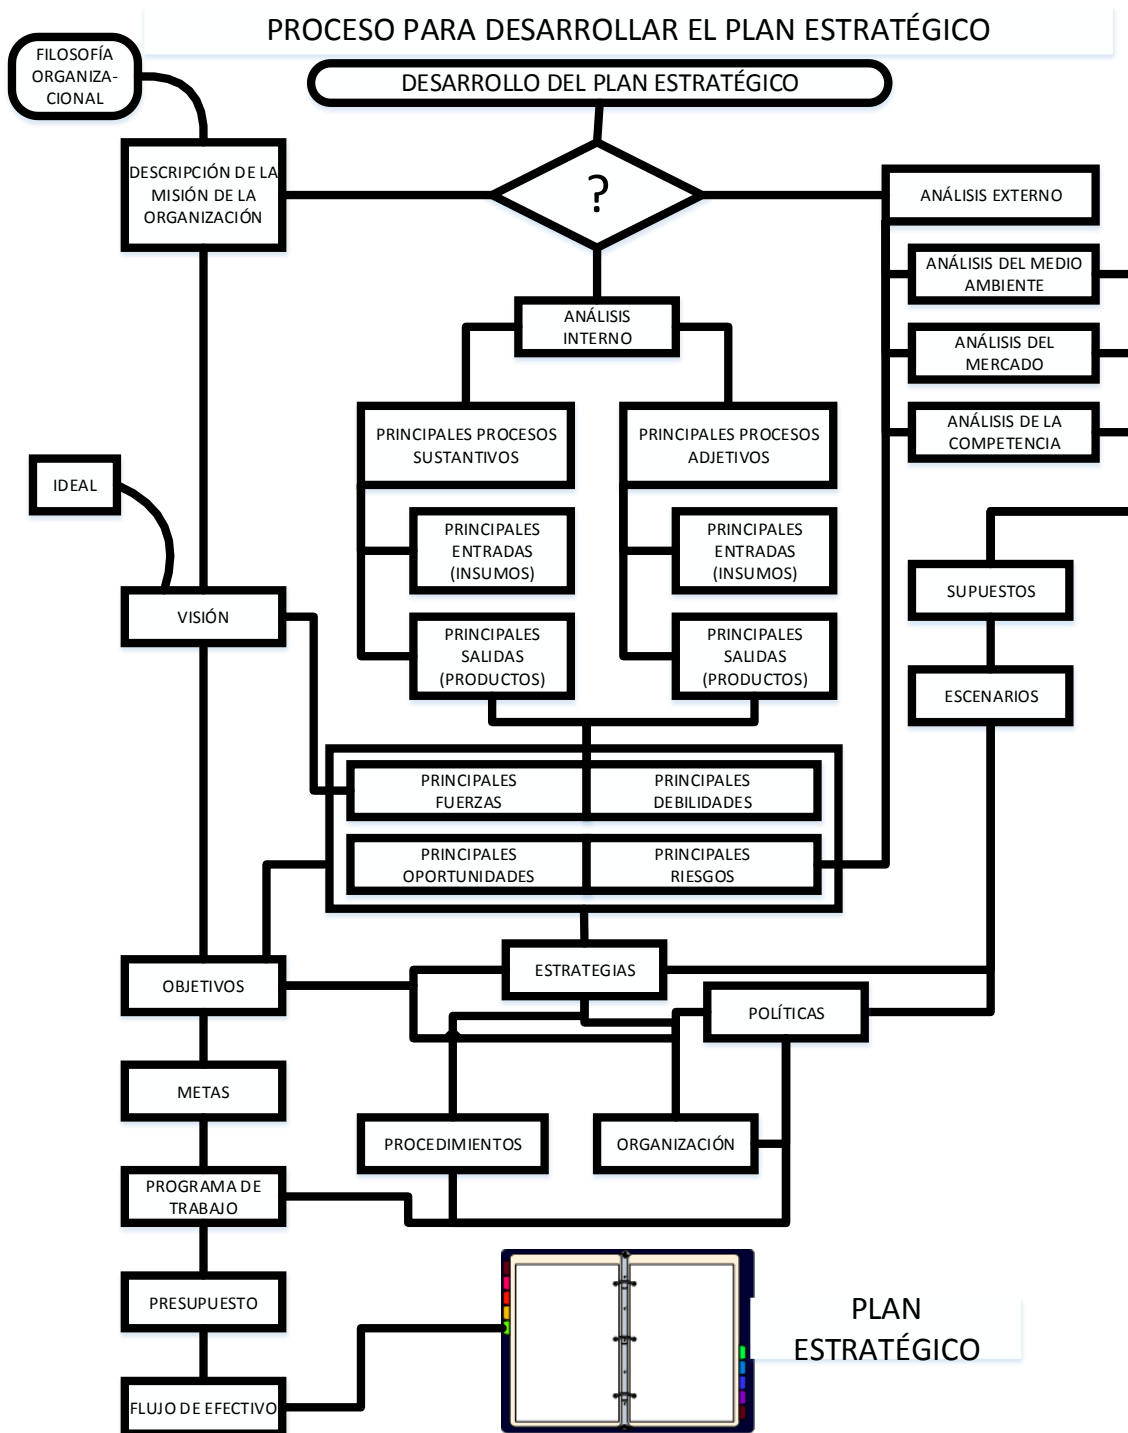 PROCESO PARA DESARROLLAR EL PLAN ESTRATÉGICO
FILOSOFÍA
ORGANIZA-
CIONAL
DESARROLLO DEL PLAN ESTRATÉGICO
DESCRIPCIÓN DE LA
MISIÓN DE LA
ORGANIZACIÓN
?
ANÁLISIS EXTERNO
ANÁLISIS DEL MEDIO
AMBIENTE
ANÁLISIS
INTERNO
ANÁLISIS DEL
MERCADO
PRINCIPALES PROCESOS
SUSTANTIVOS
PRINCIPALES PROCESOS
ADJETIVOS
ANÁLISIS DE LA
COMPETENCIA
IDEAL
PRINCIPALES
ENTRADAS
(INSUMOS)
PRINCIPALES
ENTRADAS
(INSUMOS)
SUPUESTOS
VISIÓN
PRINCIPALES
SALIDAS
(PRODUCTOS)
PRINCIPALES
SALIDAS
(PRODUCTOS)
ESCENARIOS
PRINCIPALES
FUERZAS
PRINCIPALES
DEBILIDADES
PRINCIPALES
OPORTUNIDADES
PRINCIPALES
RIESGOS
ESTRATEGIAS
OBJETIVOS
POLÍTICAS
METAS
PROCEDIMIENTOS
ORGANIZACIÓN
PROGRAMA DE
TRABAJO
PRESUPUESTO
PLAN
ESTRATÉGICO
FLUJO DE EFECTIVO